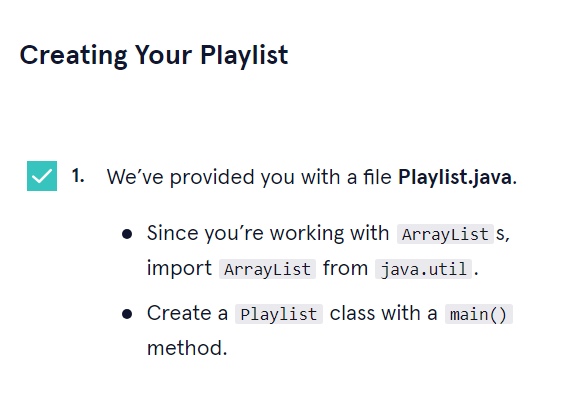 Creating Your Playlist
1. We’ve provided you with a file Playlist.java.
• Since you’re working with ArrayList s,
import ArrayList from java.util .
• Create a Playlist class with a main()
method.